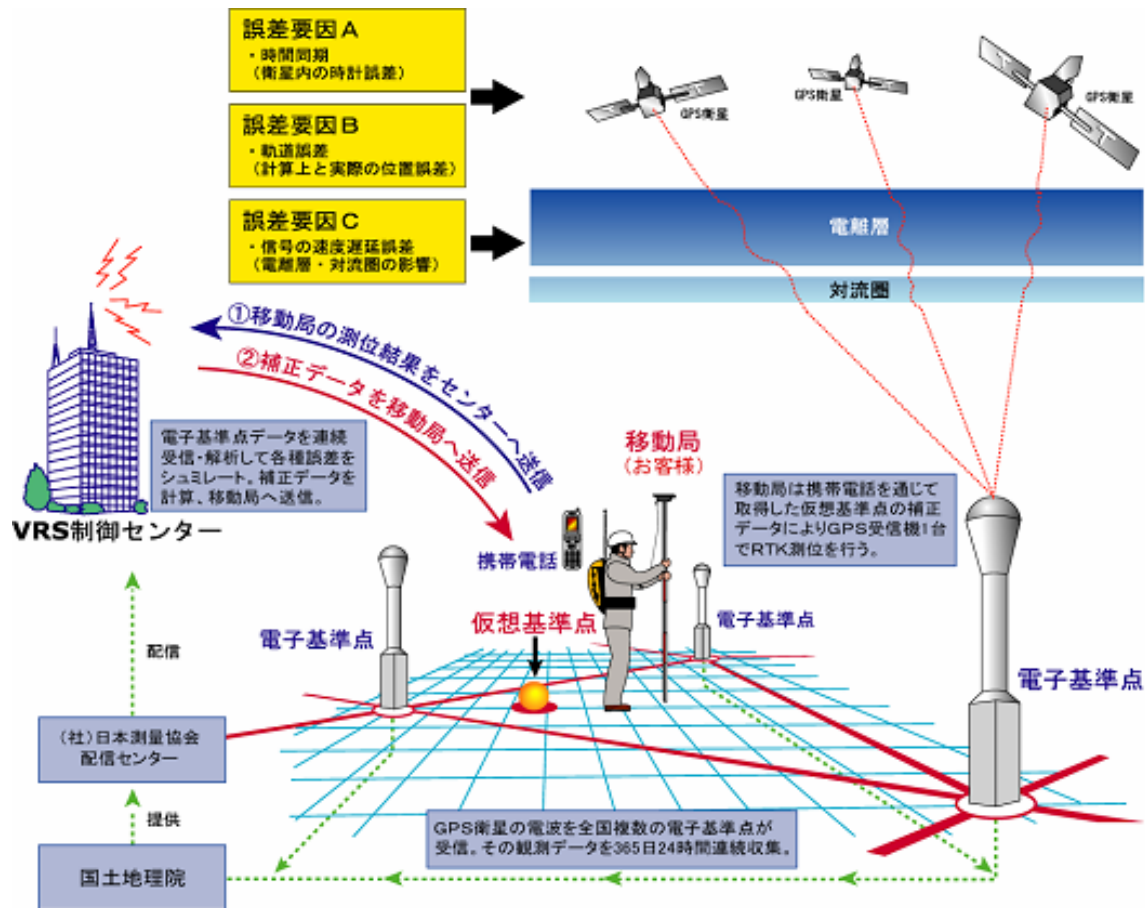 誤差要因A
・時間同期
(衛星内の時計誤差)
誤差要因B
・軌道誤差
(計算上と実際の位置誤差)
誤差要因C
・信号の速度遅延誤差
(電離層・対流圏の影響)
GPS衛星
GPS衛星
GPS衛星
電離層
対流圏
①移動局の測位結果をセンターへ送信
②補正データを移動局へ送信
電子基準点データを連続
受信・解析して各種誤差を
シュミレート。補正データを
計算、移動局へ送信。
VRS制御センター
携帯電話
移動局
(お客様)
移動局は携帯電話を通じて
取得した仮想基準点の補正
データによりGPS受信機1台
でRTK測位を行う。
電子基準点
仮想基準点
電子基準点
電子基準点
配信
(社)日本測量協会
配信センター
提供
国土地理院
GPS衛星の電波を全国複数の電子基準点が
受信。その観測データを365日24時間連続収集。